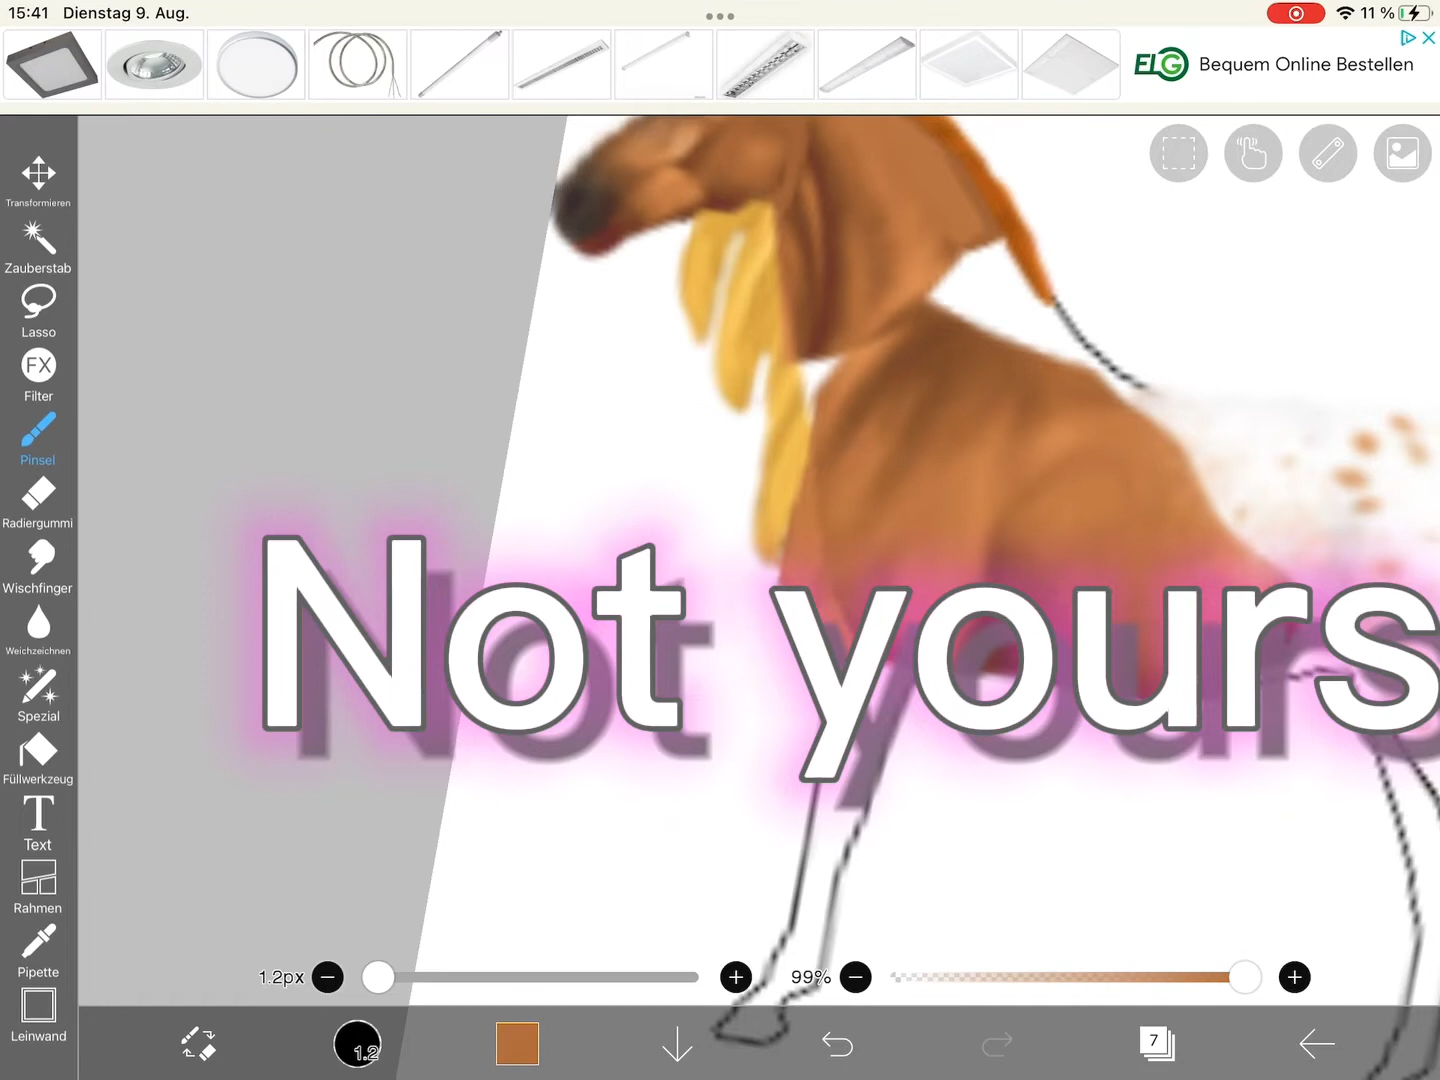 15:41 Dienstag 9. Aug.
11 %
ELG Bequem Online Bestellen
Transformieren
Zauberstab
Lasso
FX
Filter
Pinsel
Radiergummi
Wischfinger
Weichzeichnen
Spezial
Füllwerkzeug
T
Text
Rahmen
Pipette
Leinwand
Not yours
1.2px
99%
1.2
7